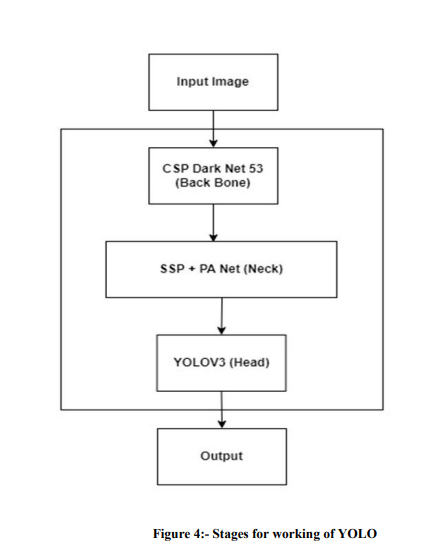 Input Image
CSP Dark Net 53
(Back Bone)
SSP + PA Net (Neck)
YOLOV3 (Head)
Output
Figure 4:- Stages for working of YOLO